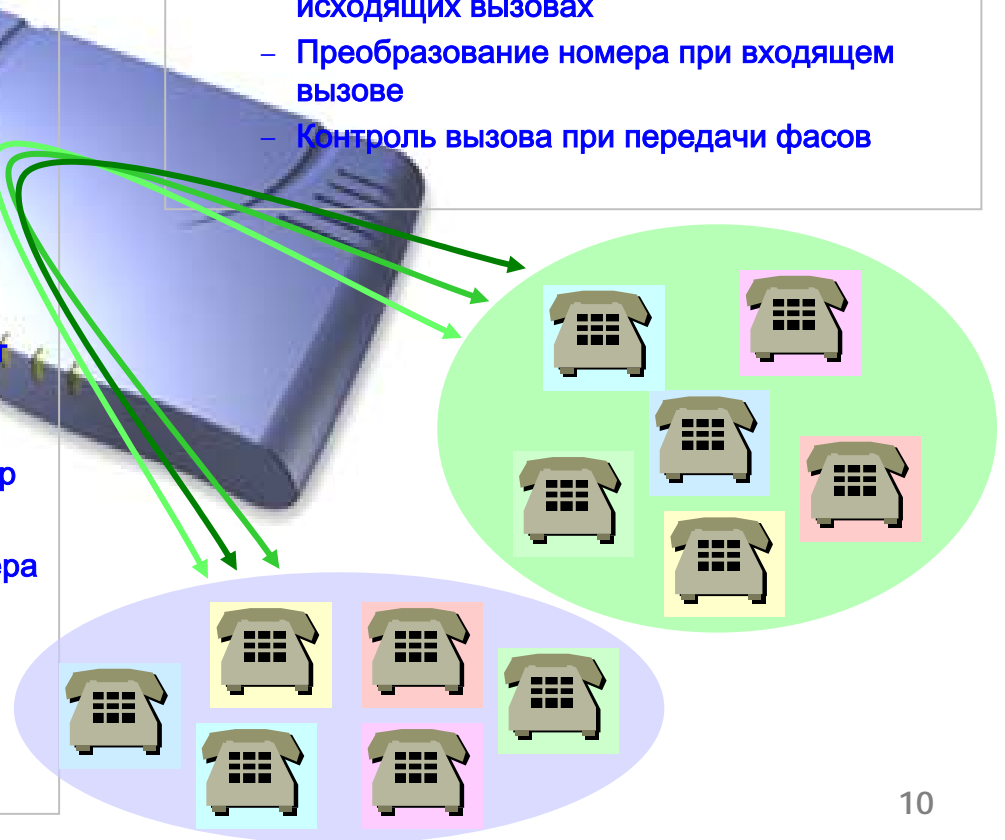 исходящих вызовах
– Преобразование номера при входящем
вызове
– Контроль вызова при передачи фасов
10